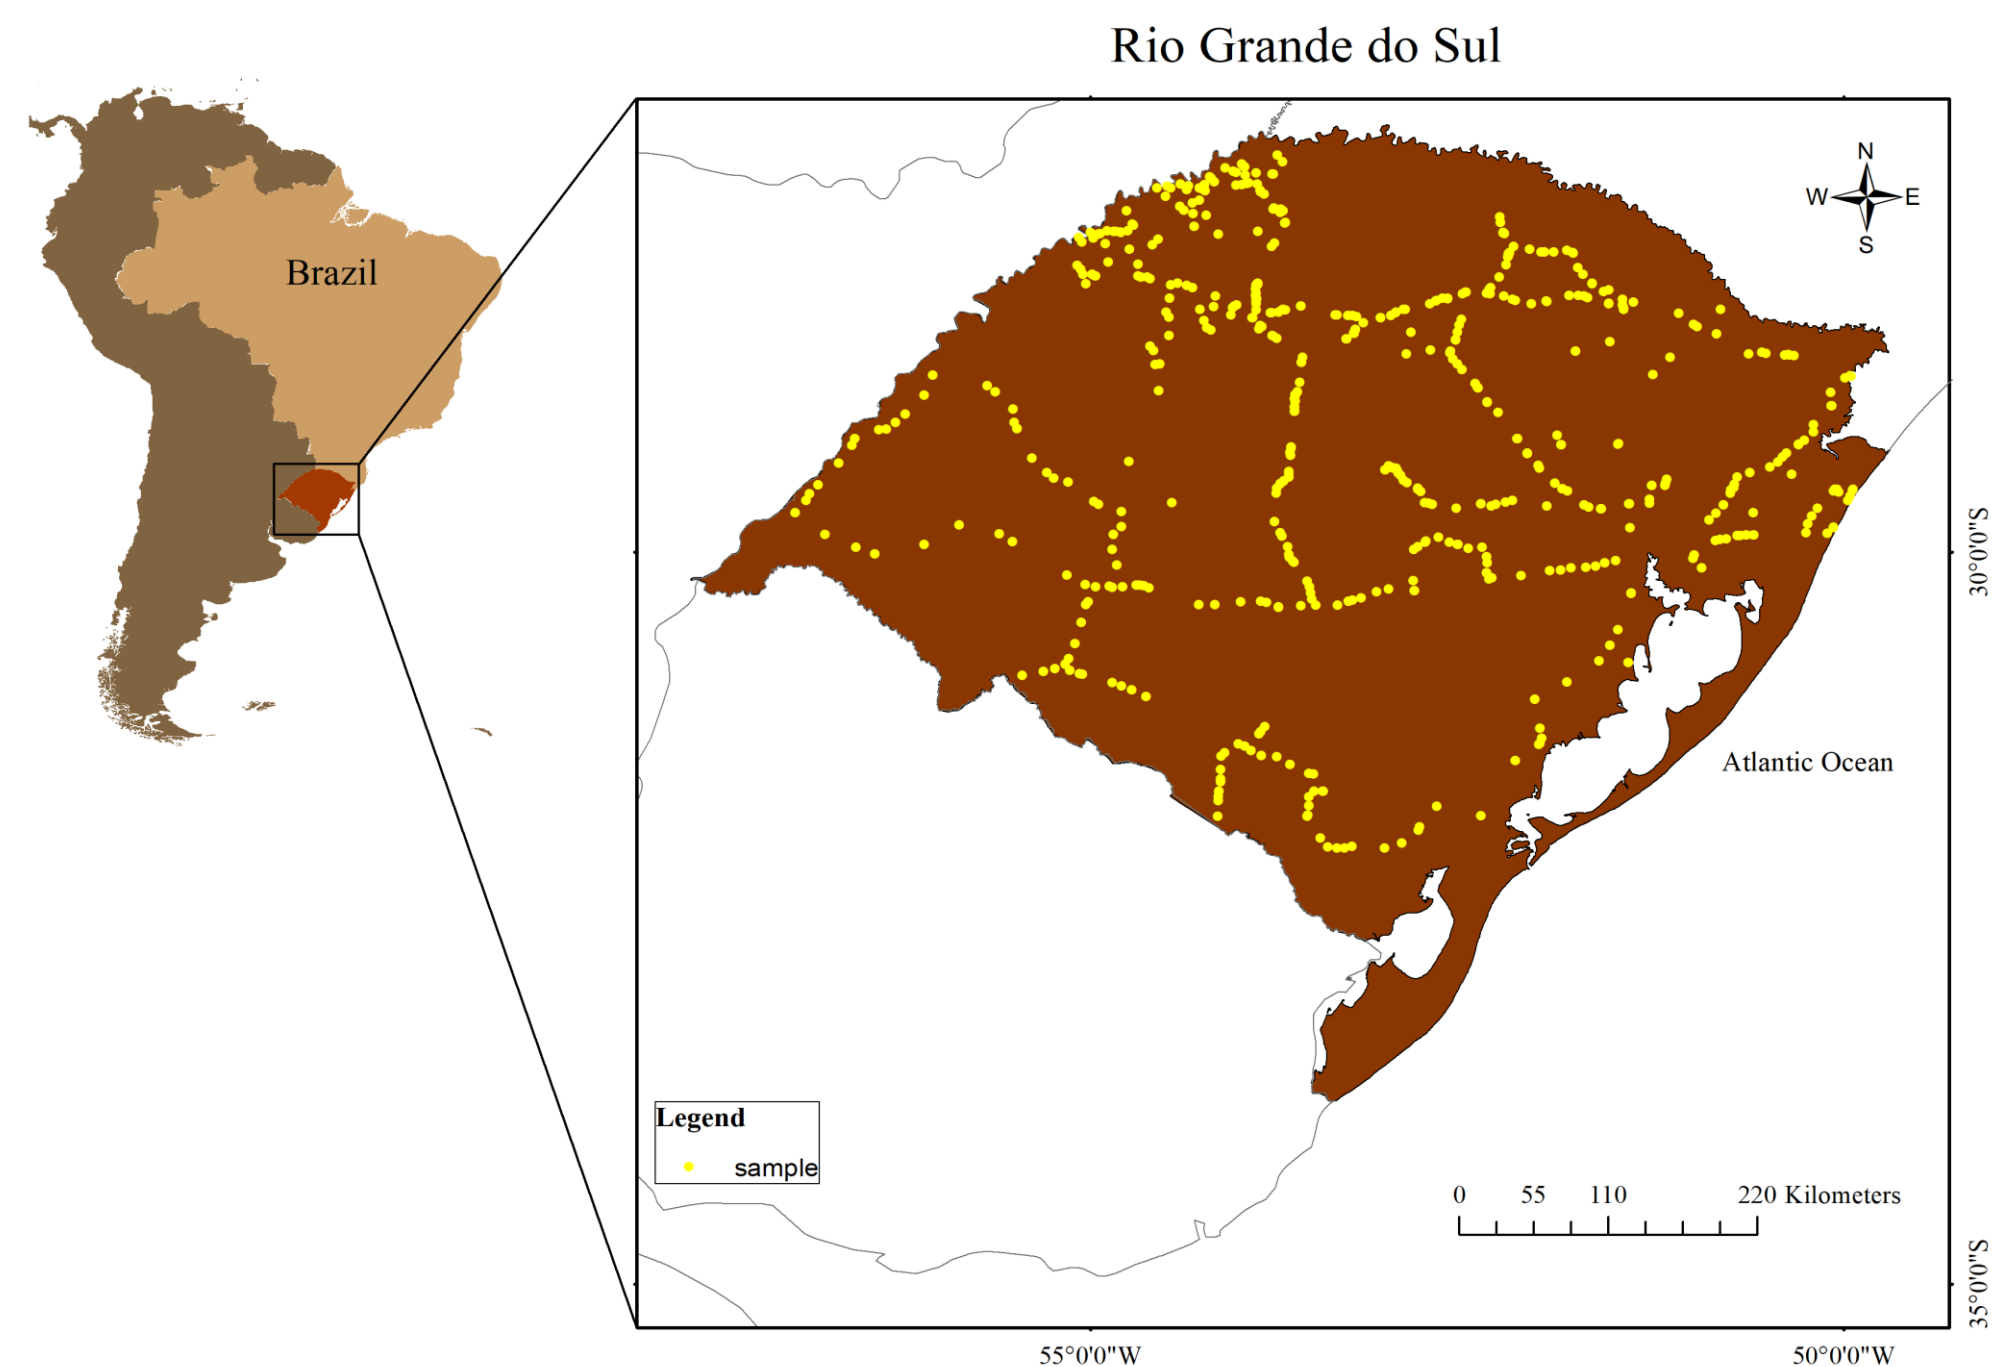 Rio Grande do Sul
Brazil
N
W E
S
30°0'0"S
Atlantic Ocean
Legend
sample
0 55 110 220 Kilometers
35°0'0"S
55°0'0"W 50°0'0"W